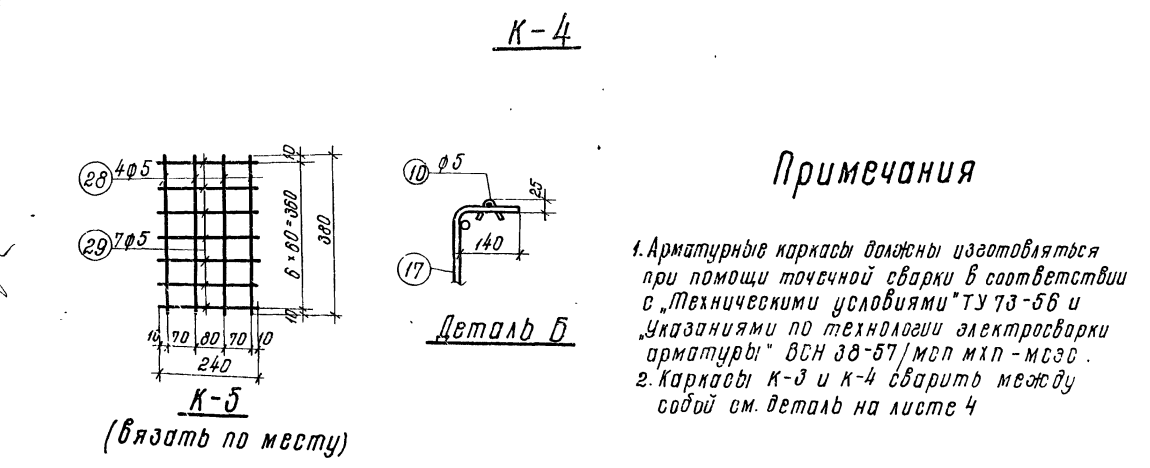 К-4
28 4ф5
29 7ф5
10
6×60=360
10
380
10 70 80 70 10
240
К-5
(вязать по месту)
10 ф5
25
140
17
Деталь Б
Примечания
1. Арматурные каркасы должны изготовляться
при помощи точечной сварки в соответствии
с „Техническими условиями" ТУ 73-56 и
„Указаниями по технологии электросварки
арматуры" ВСН 38-57/мсп мхп-мсэс.
2. Каркасы К-3 и К-4 сварить между
собой см. деталь на листе 4